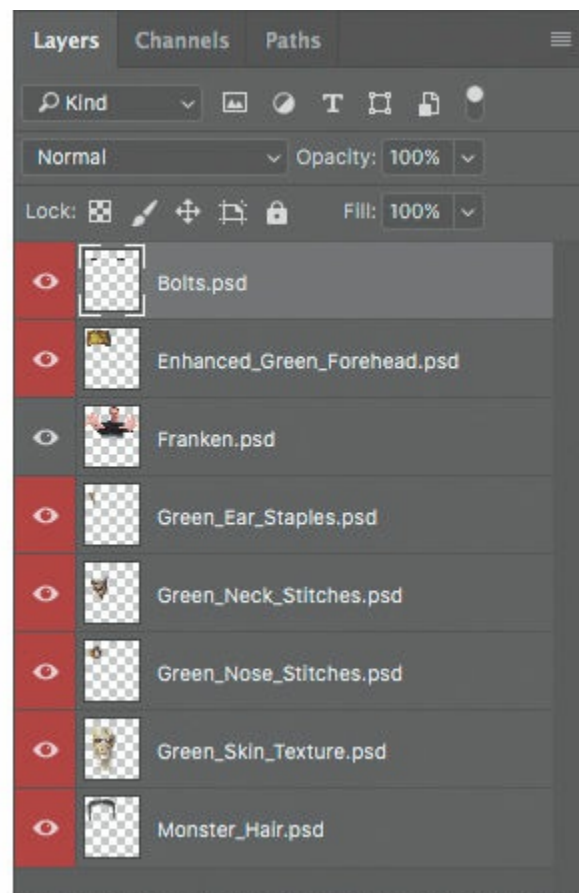 Layers Channels Paths
Kind T
Normal Opacity: 100%
Lock: Fill: 100%
Bolts.psd
Enhanced_Green_Forehead.psd
Franken.psd
Green_Ear_Staples.psd
Green_Neck_Stitches.psd
Green_Nose_Stitches.psd
Green_Skin_Texture.psd
Monster_Hair.psd